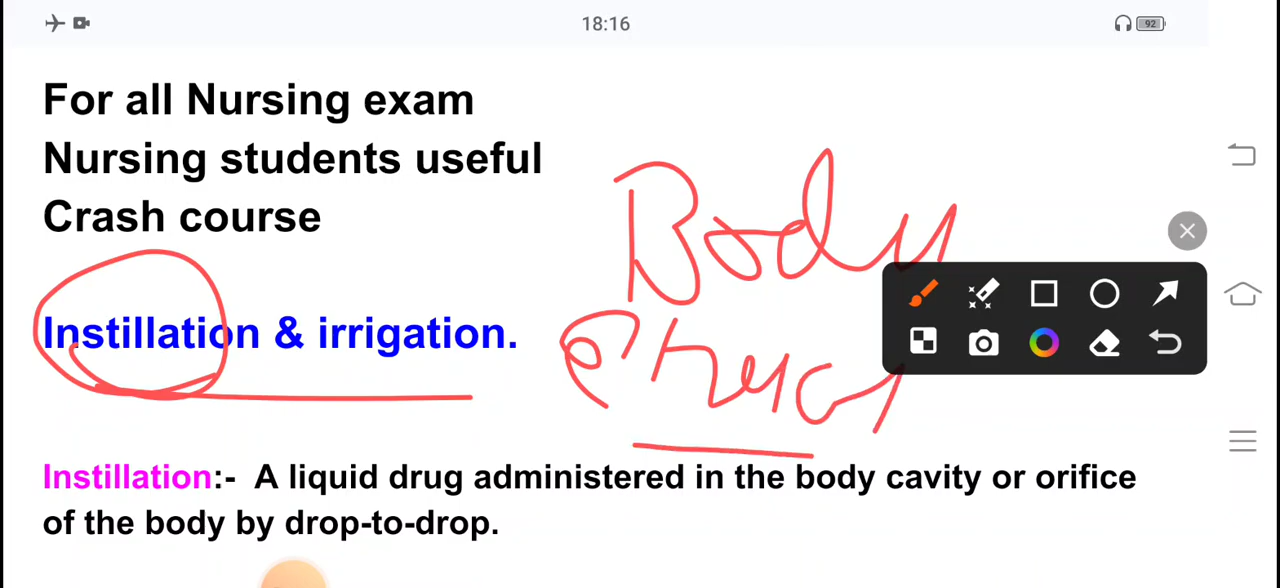 18:16
92
For all Nursing exam
Nursing students useful
Crash course
Body
Instillation & irrigation.
Instillation:- A liquid drug administered in the body cavity or orifice
of the body by drop-to-drop.